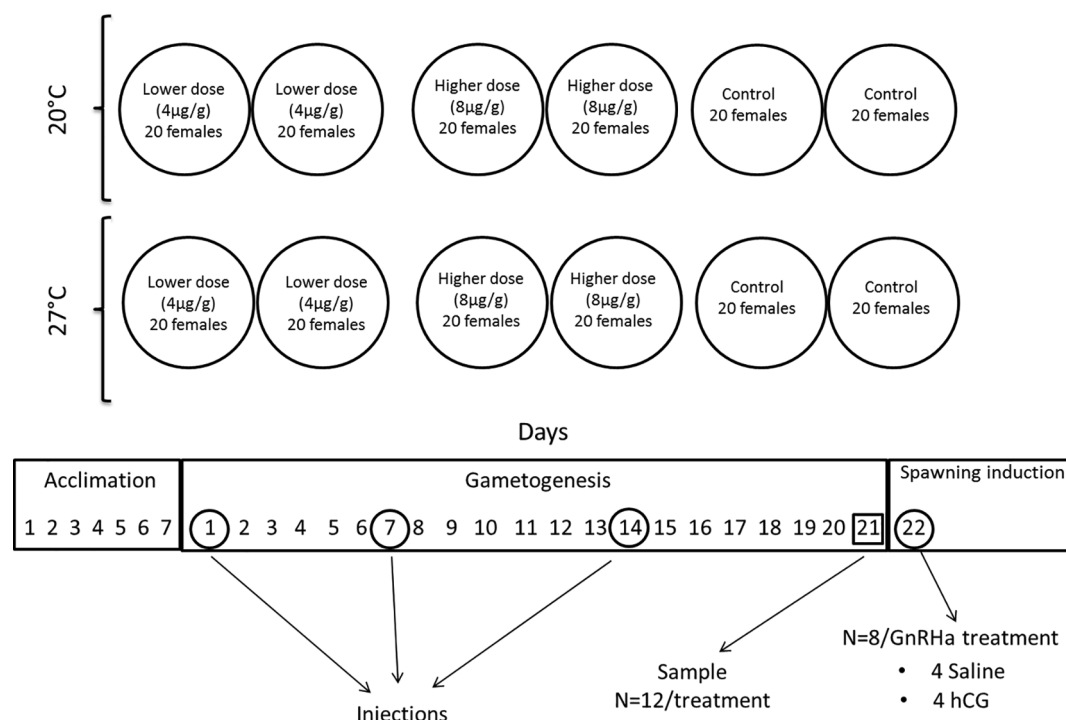 20°C
Lower dose
(4µg/g)
20 females
Lower dose
(4µg/g)
20 females
Higher dose
(8µg/g)
20 females
Higher dose
(8µg/g)
20 females
Control
20 females
Control
20 females
27°C
Lower dose
(4µg/g)
20 females
Lower dose
(4µg/g)
20 females
Higher dose
(8µg/g)
20 females
Higher dose
(8µg/g)
20 females
Control
20 females
Control
20 females
Days
Acclimation
1 2 3 4 5 6 7
Gametogenesis
1 2 3 4 5 6 7 8 9 10 11 12 13 14 15 16 17 18 19 20 21
Spawning induction
22
Injections
Sample
N=12/treatment
N=8/GnRHa treatment
• 4 Saline
• 4 hCG